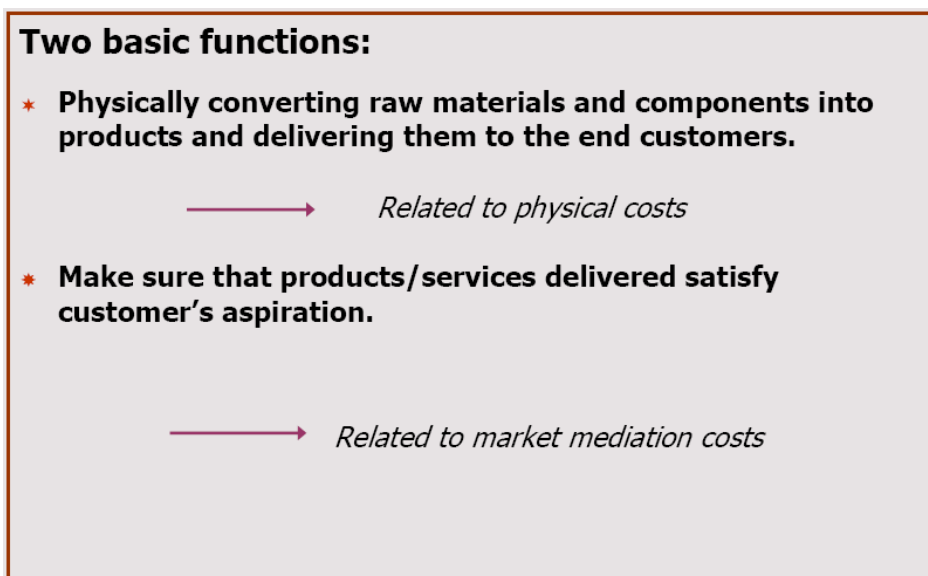 Two basic functions:
Physically converting raw materials and components into
products and delivering them to the end customers.
Related to physical costs
Make sure that products/services delivered satisfy
customer’s aspiration.
Related to market mediation costs